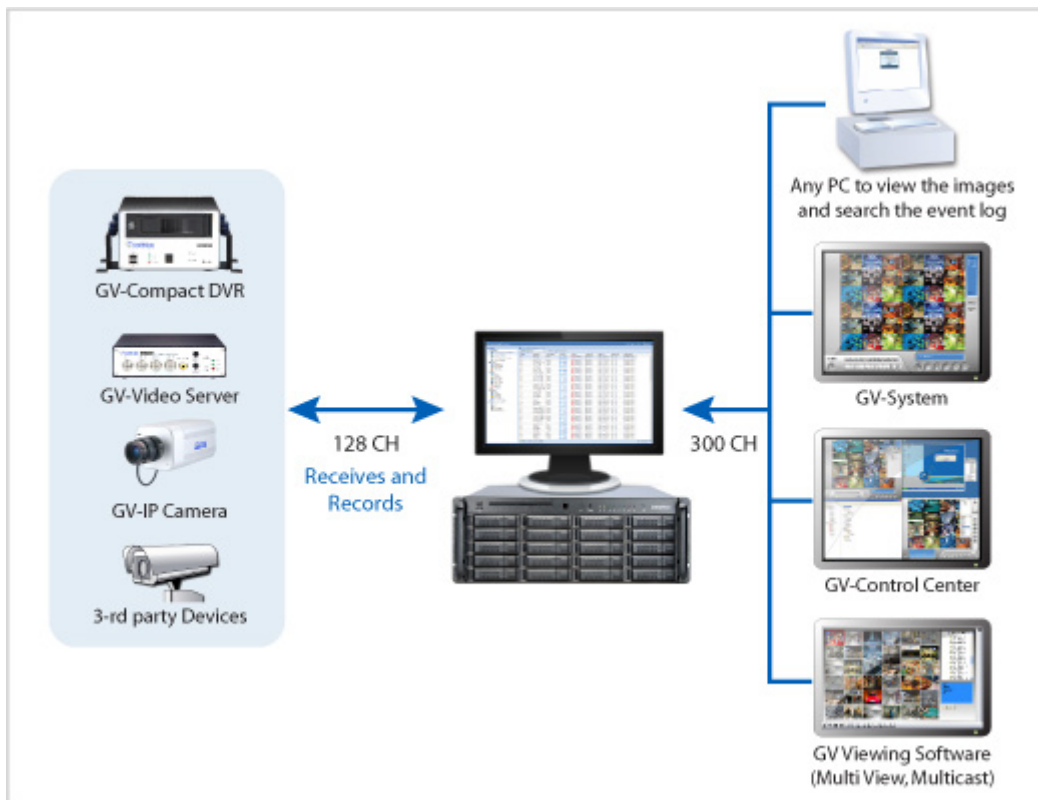 GV-Compact DVR
GV-Video Server
GV-IP Camera
3-rd party Devices
128 CH
Receives and
Records
300 CH
Any PC to view the images
and search the event log
GV-System
GV-Control Center
GV Viewing Software
(Multi View, Multicast)